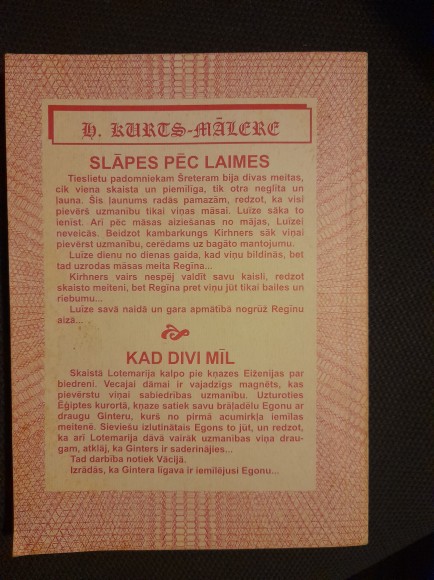 H. KURTS-MĀLERE
SLĀPES PĒC LAIMES
Tieslietu padomniekam Šreteram bija divas meitas,
cik viena skaista un piemīlīga, tik otra neglīta un
ļauna. Šis ļaunums radās pamazām, redzot, ka visi
pievērš uzmanību tikai viņas māsai. Luīze sāka to
ienīst. Arī pēc māsas aiziešanas no mājas, Luīzei
neveicās. Beidzot kambarkungs Kirhners sāk viņai
pievērst uzmanību, cerēdams uz bagāto mantojumu.
Luīze dienu no dienas gaida, kad viņu bildinās, bet
tad uzrodas māsas meita Regīna...
Kirhners vairs nespēj valdīt savu kaisli, redzot
skaisto meiteni, bet Regīna pret viņu jūt tikai bailes un
riebumu...
Luīze savā naidā un gara apmātībā nogrūž Regīnu
aizā...
KAD DIVI MĪL
Skaistā Lotemarija kalpo pie kņazes Eiženijas par
biedreni. Vecajai dāmai ir vajadzīgs magnēts, kas
pievērstu viņai sabiedrības uzmanību. Uzturoties
Ēģiptes kurortā, kņaze satiek savu brāļadēlu Egonu ar
draugu Ginteru, kurš no pirmā acumirkļa iemīlas
meitenē. Sieviešu izlutinātais Egons to jūt, un redzot,
ka arī Lotemarija dāvā vairāk uzmanības viņa drau-
gam, atklāj, ka Ginters ir saderinājies...
Tad darbība notiek Vācijā.
Izrādās, ka Gintera līgava ir iemīlējusi Egonu...